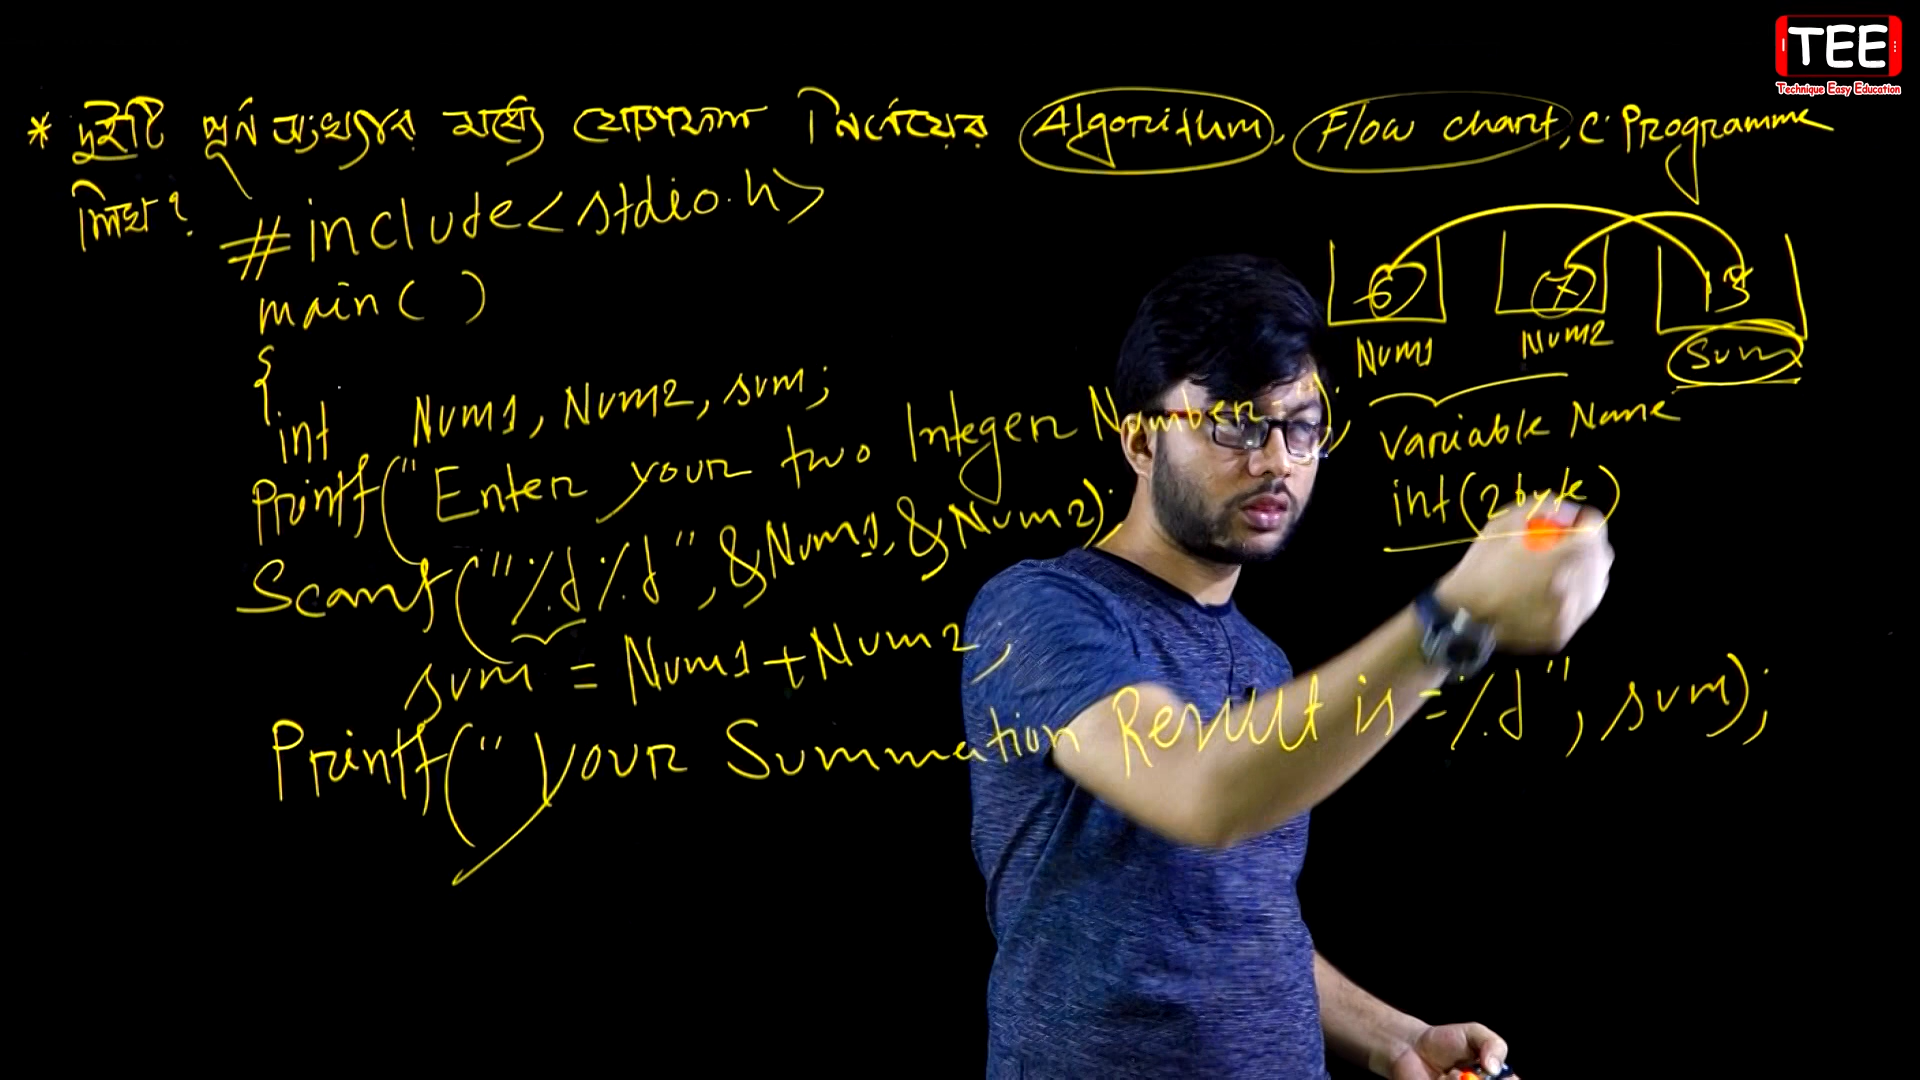 TEE
Technique Easy Education
* দুইটি পূর্ন সংখ্যার মধ্যে যোগফল নির্ণয়ের Algorithm, Flow chart, C Programme
লিখ?
#include<stdio.h>
main( )
{
int Num1, Num2, sum;
Printf("Enter your two Integer Number=");
Scanf("%d%d", &Num1, &Num2);
sum = Num1+Num2,
Printf("Your Summation Result is =%d", sum);
6 7 13
Num1 Num2 Sum
Variable Name
int(2byte)